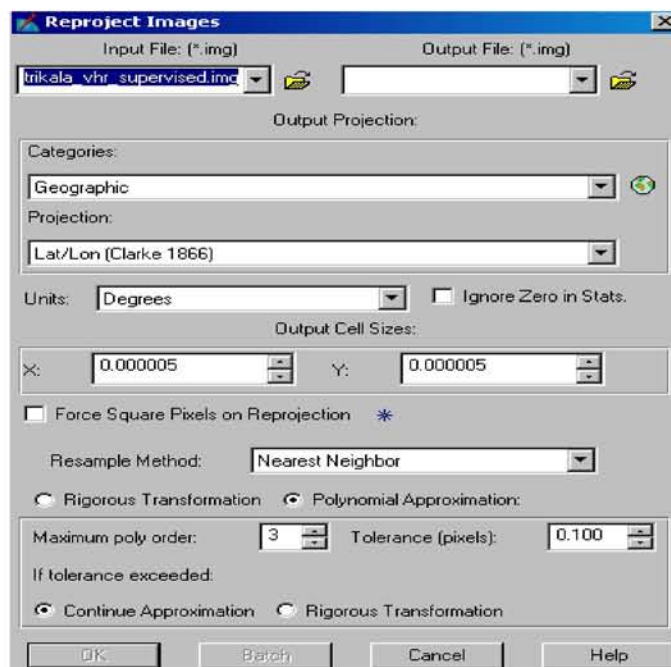 Reproject Images
Input File: (*.img) Output File: (*.img)
trikala_vhr_supervised.img
Output Projection:
Categories:
Geographic
Projection:
Lat/Lon (Clarke 1866)
Units: Degrees Ignore Zero in Stats.
Output Cell Sizes:
X: 0.000005 Y: 0.000005
Force Square Pixels on Reprojection *
Resample Method: Nearest Neighbor
Rigorous Transformation Polynomial Approximation:
Maximum poly order: 3 Tolerance (pixels): 0.100
If tolerance exceeded:
Continue Approximation Rigorous Transformation
OK Batch Cancel Help